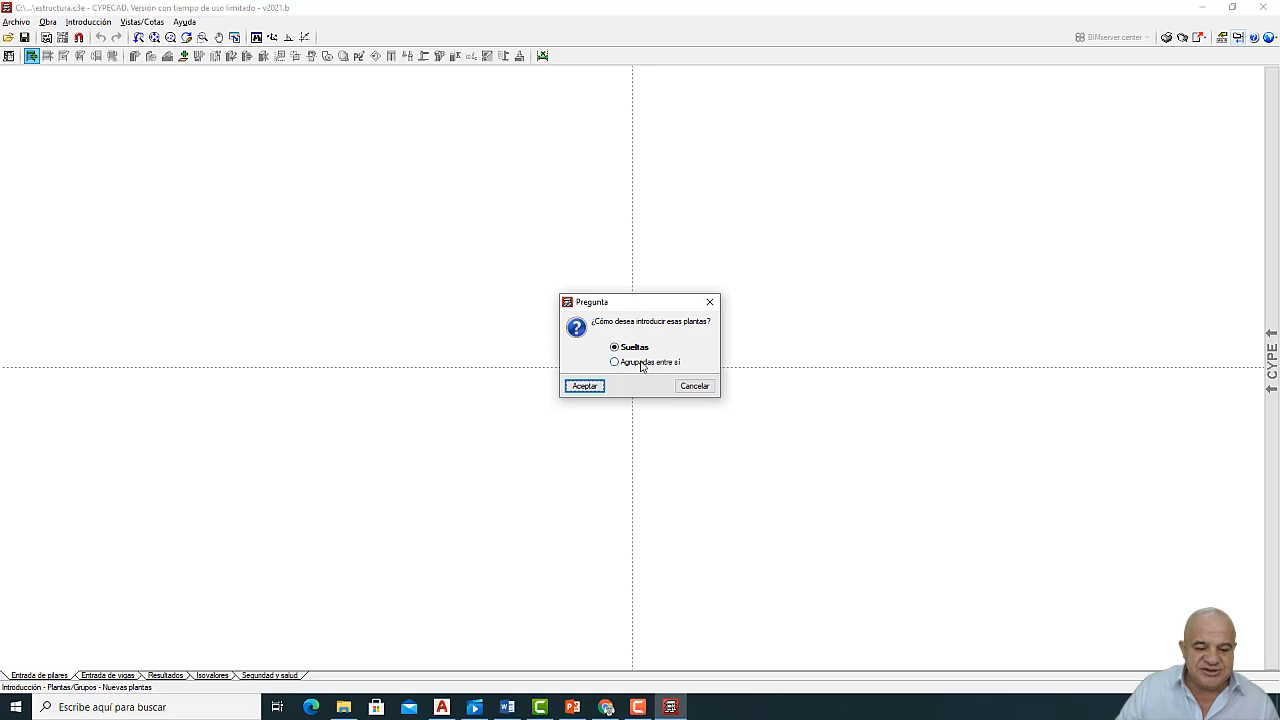 C:\...\estructura.c3e - CYPECAD. Versión con tiempo de uso limitado - v2021.b
Archivo Obra Introducción Vistas/Cotas Ayuda
BIMserver.center
Pregunta
¿Cómo desea introducir esas plantas?
Sueltas
Agrupadas entre sí
Aceptar Cancelar
CYPE
Entrada de pilares Entrada de vigas Resultados Isovalores Seguridad y salud
Introducción - Plantas/Grupos - Nuevas plantas
Escribe aquí para buscar